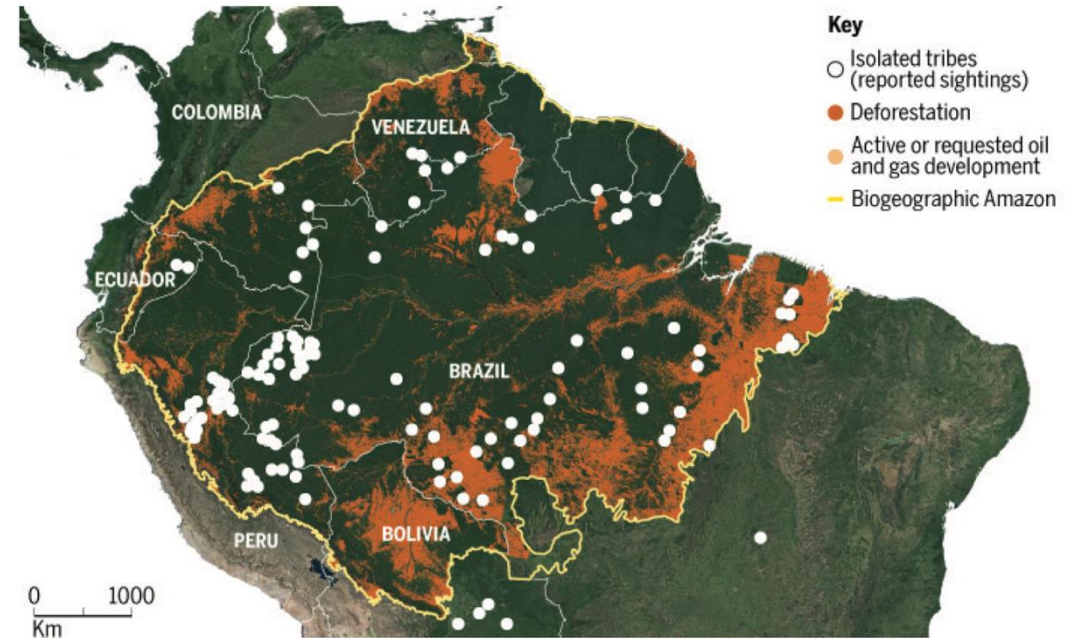 Key
Isolated tribes
(reported sightings)
Deforestation
Active or requested oil
and gas development
Biogeographic Amazon
COLOMBIA
VENEZUELA
ECUADOR
BRAZIL
PERU
BOLIVIA
0 1000
Km